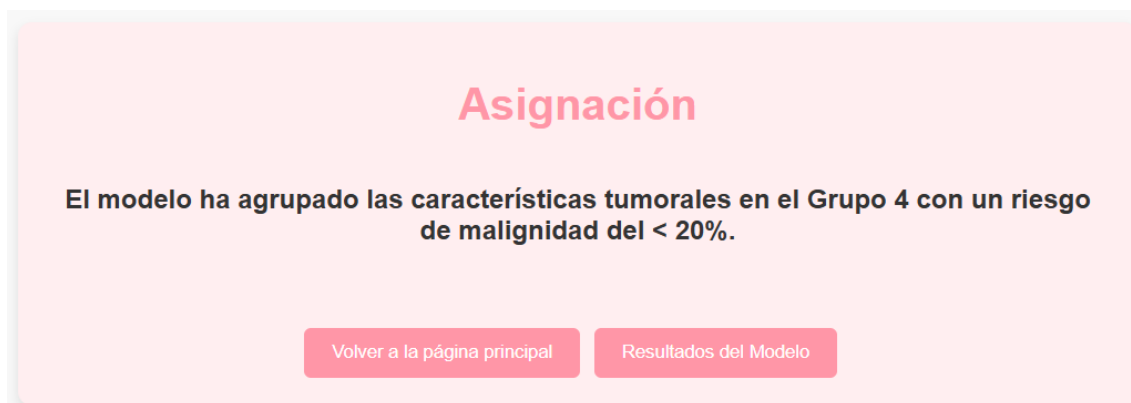 Asignación
El modelo ha agrupado las características tumorales en el Grupo 4 con un riesgo
de malignidad del < 20%.
Volver a la página principal
Resultados del Modelo